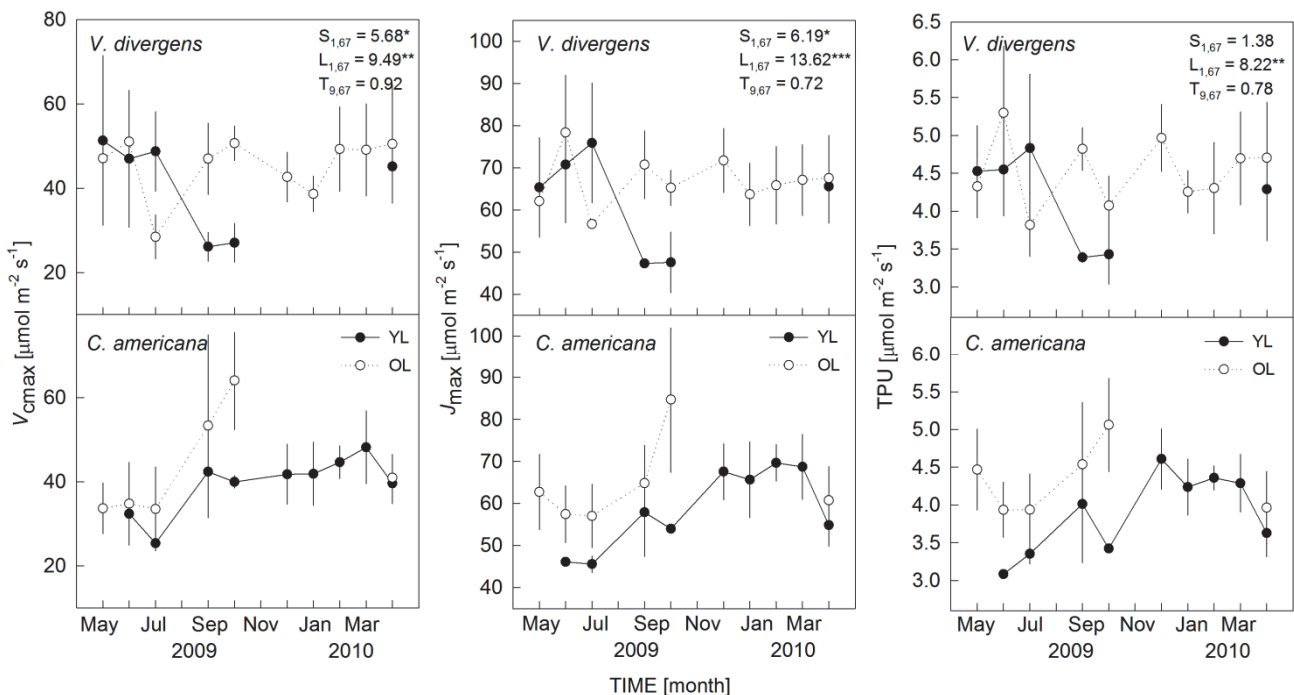 V. divergens
S1,67 = 5.68*
L1,67 = 9.49**
T9,67 = 0.92
80
60
40
20
C. americana
YL
OL
60
40
20
Vcmax [µmol m-2 s-1]
May Jul Sep Nov Jan Mar
2009 2010
V. divergens
S1,67 = 6.19*
L1,67 = 13.62***
T9,67 = 0.72
100
90
80
70
60
50
40
C. americana
YL
OL
100
90
80
70
60
50
40
Jmax [µmol m-2 s-1]
May Jul Sep Nov Jan Mar
2009 2010
TIME [month]
V. divergens
S1,67 = 1.38
L1,67 = 8.22**
T9,67 = 0.78
6.5
6.0
5.5
5.0
4.5
4.0
3.5
3.0
C. americana
YL
OL
6.0
5.5
5.0
4.5
4.0
3.5
3.0
TPU [µmol m-2 s-1]
May Jul Sep Nov Jan Mar
2009 2010